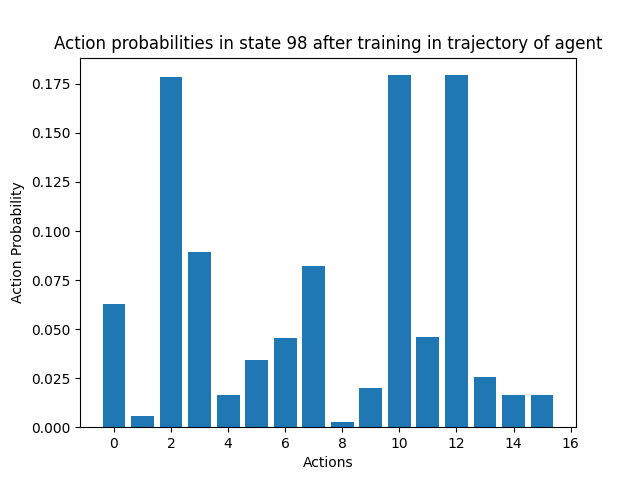 Action probabilities in state 98 after training in trajectory of agent
0.175
0.150
0.125
0.100
0.075
0.050
0.025
0.000
Action Probability
0 2 4 6 8 10 12 14 16
Actions